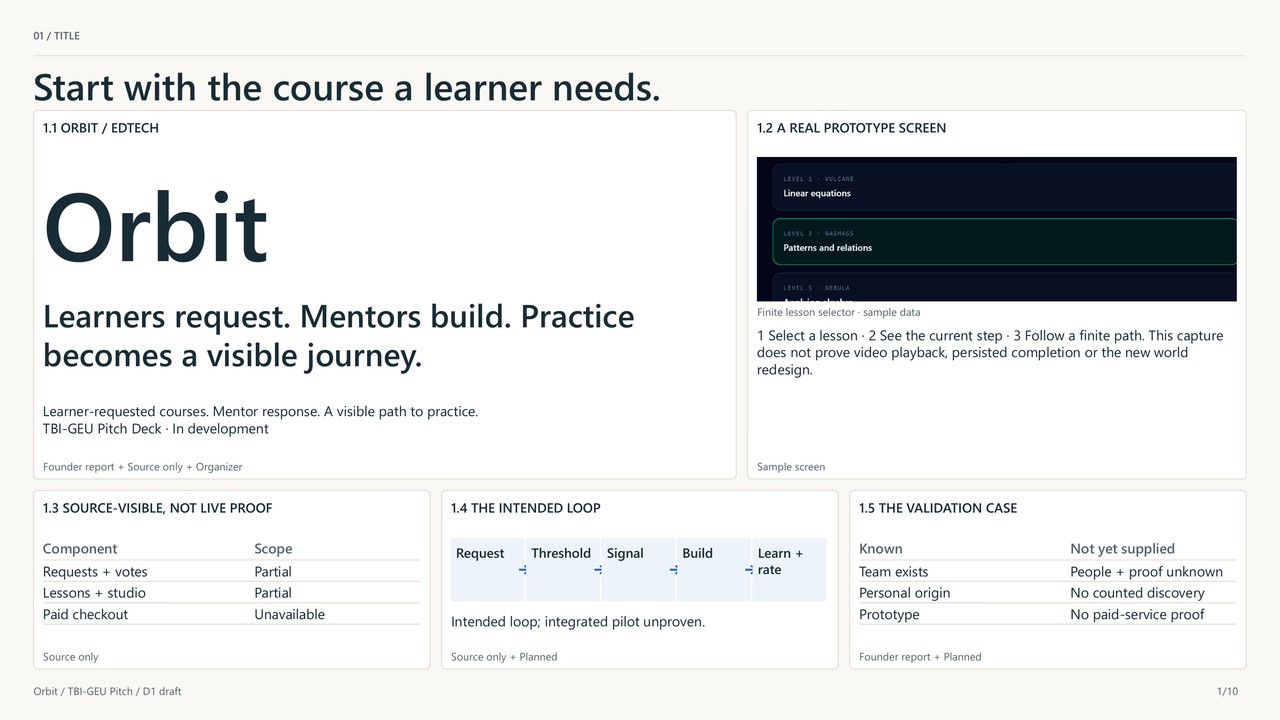 01 / TITLE
Start with the course a learner needs.
1.1 ORBIT / EDTECH
Orbit
Learners request. Mentors build. Practice
becomes a visible journey.
Learner-requested courses. Mentor response. A visible path to practice.
TBI-GEU Pitch Deck · In development
Founder report + Source only + Organizer
1.2 A REAL PROTOTYPE SCREEN
LEVEL 1 · VULCANE
Linear equations
LEVEL 3 · GASMASS
Patterns and relations
LEVEL 5 · NEBULA
Finite lesson selector · sample data
1 Select a lesson · 2 See the current step · 3 Follow a finite path. This capture
does not prove video playback, persisted completion or the new world
redesign.
Sample screen
1.3 SOURCE-VISIBLE, NOT LIVE PROOF
Component Scope
Requests + votes Partial
Lessons + studio Partial
Paid checkout Unavailable
Source only
1.4 THE INTENDED LOOP
Request → Threshold → Signal → Build → Learn +
rate
Intended loop; integrated pilot unproven.
Source only + Planned
1.5 THE VALIDATION CASE
Known Not yet supplied
Team exists People + proof unknown
Personal origin No counted discovery
Prototype No paid-service proof
Founder report + Planned
Orbit / TBI-GEU Pitch / D1 draft
1/10